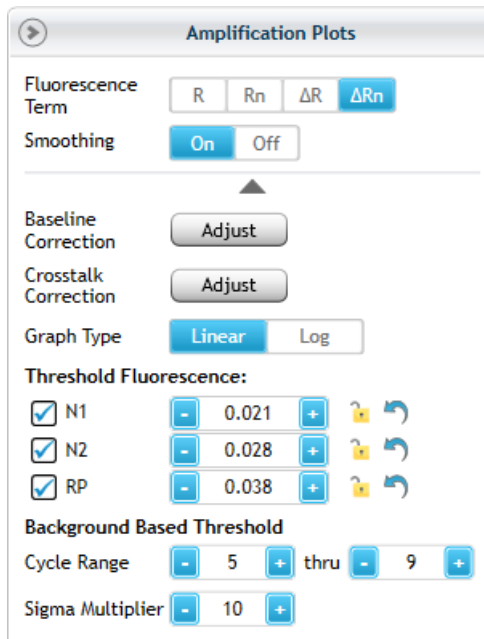 Amplification Plots
Fluorescence
Term
R Rn ΔR ΔRn
Smoothing On Off
Baseline
Correction
Adjust
Crosstalk
Correction
Adjust
Graph Type Linear Log
Threshold Fluorescence:
N1 - 0.021 +
N2 - 0.028 +
RP - 0.038 +
Background Based Threshold
Cycle Range - 5 + thru - 9 +
Sigma Multiplier - 10 +